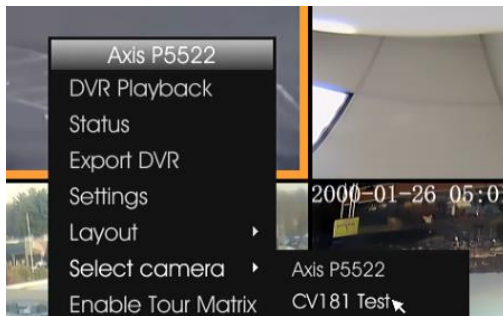 Axis P5522
DVR Playback
Status
Export DVR
Settings
2000-01-26 05:0
Layout
Select camera
Axis P5522
Enable Tour Matrix
CV181 Test